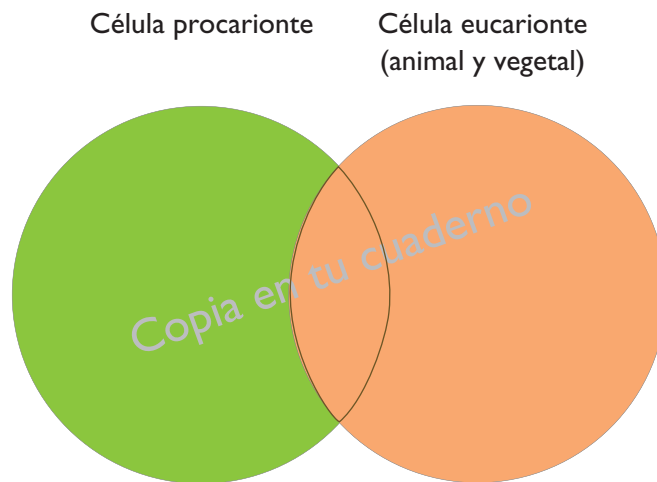 Célula procarionte
Célula eucarionte
(animal y vegetal)
Copia en tu cuaderno